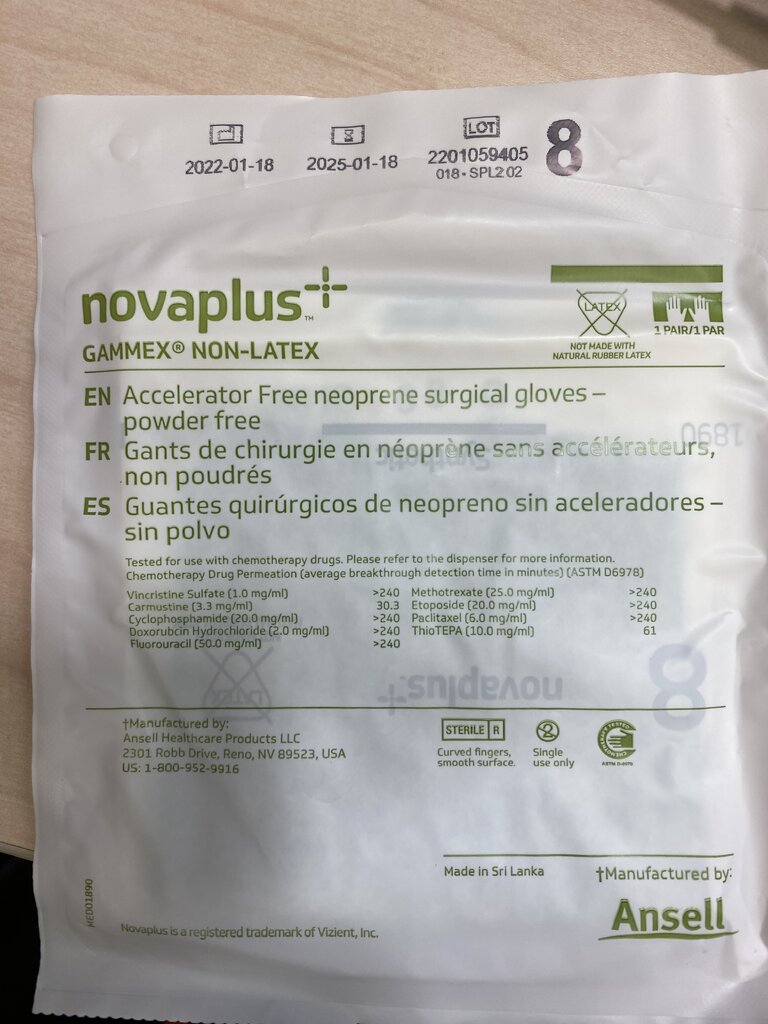 2022-01-18
2025-01-18
LOT
2201059405
018 • SPL2 02
8
novaplus™
GAMMEX® NON-LATEX
LATEX
NOT MADE WITH
NATURAL RUBBER LATEX
1 PAIR/1 PAR
EN Accelerator Free neoprene surgical gloves –
powder free
FR Gants de chirurgie en néoprène sans accélérateurs,
non poudrés
ES Guantes quirúrgicos de neopreno sin aceleradores –
sin polvo
1890
Synthetic
Tested for use with chemotherapy drugs. Please refer to the dispenser for more information.
Chemotherapy Drug Permeation (average breakthrough detection time in minutes) (ASTM D6978)
Vincristine Sulfate (1.0 mg/ml) >240 Methotrexate (25.0 mg/ml) >240
Carmustine (3.3 mg/ml) 30.3 Etoposide (20.0 mg/ml) >240
Cyclophosphamide (20.0 mg/ml) >240 Paclitaxel (6.0 mg/ml) >240
Doxorubcin Hydrochloride (2.0 mg/ml) >240 ThioTEPA (10.0 mg/ml) 61
Fluorouracil (50.0 mg/ml) >240
novaplus
8
†Manufactured by:
Ansell Healthcare Products LLC
2301 Robb Drive, Reno, NV 89523, USA
US: 1-800-952-9916
STERILE R
Curved fingers,
smooth surface.
2
Single
use only
CHEMOTHERAPY TESTED
ASTM D-6978
Made in Sri Lanka
†Manufactured by:
Ansell
HED01890
Novaplus is a registered trademark of Vizient, Inc.